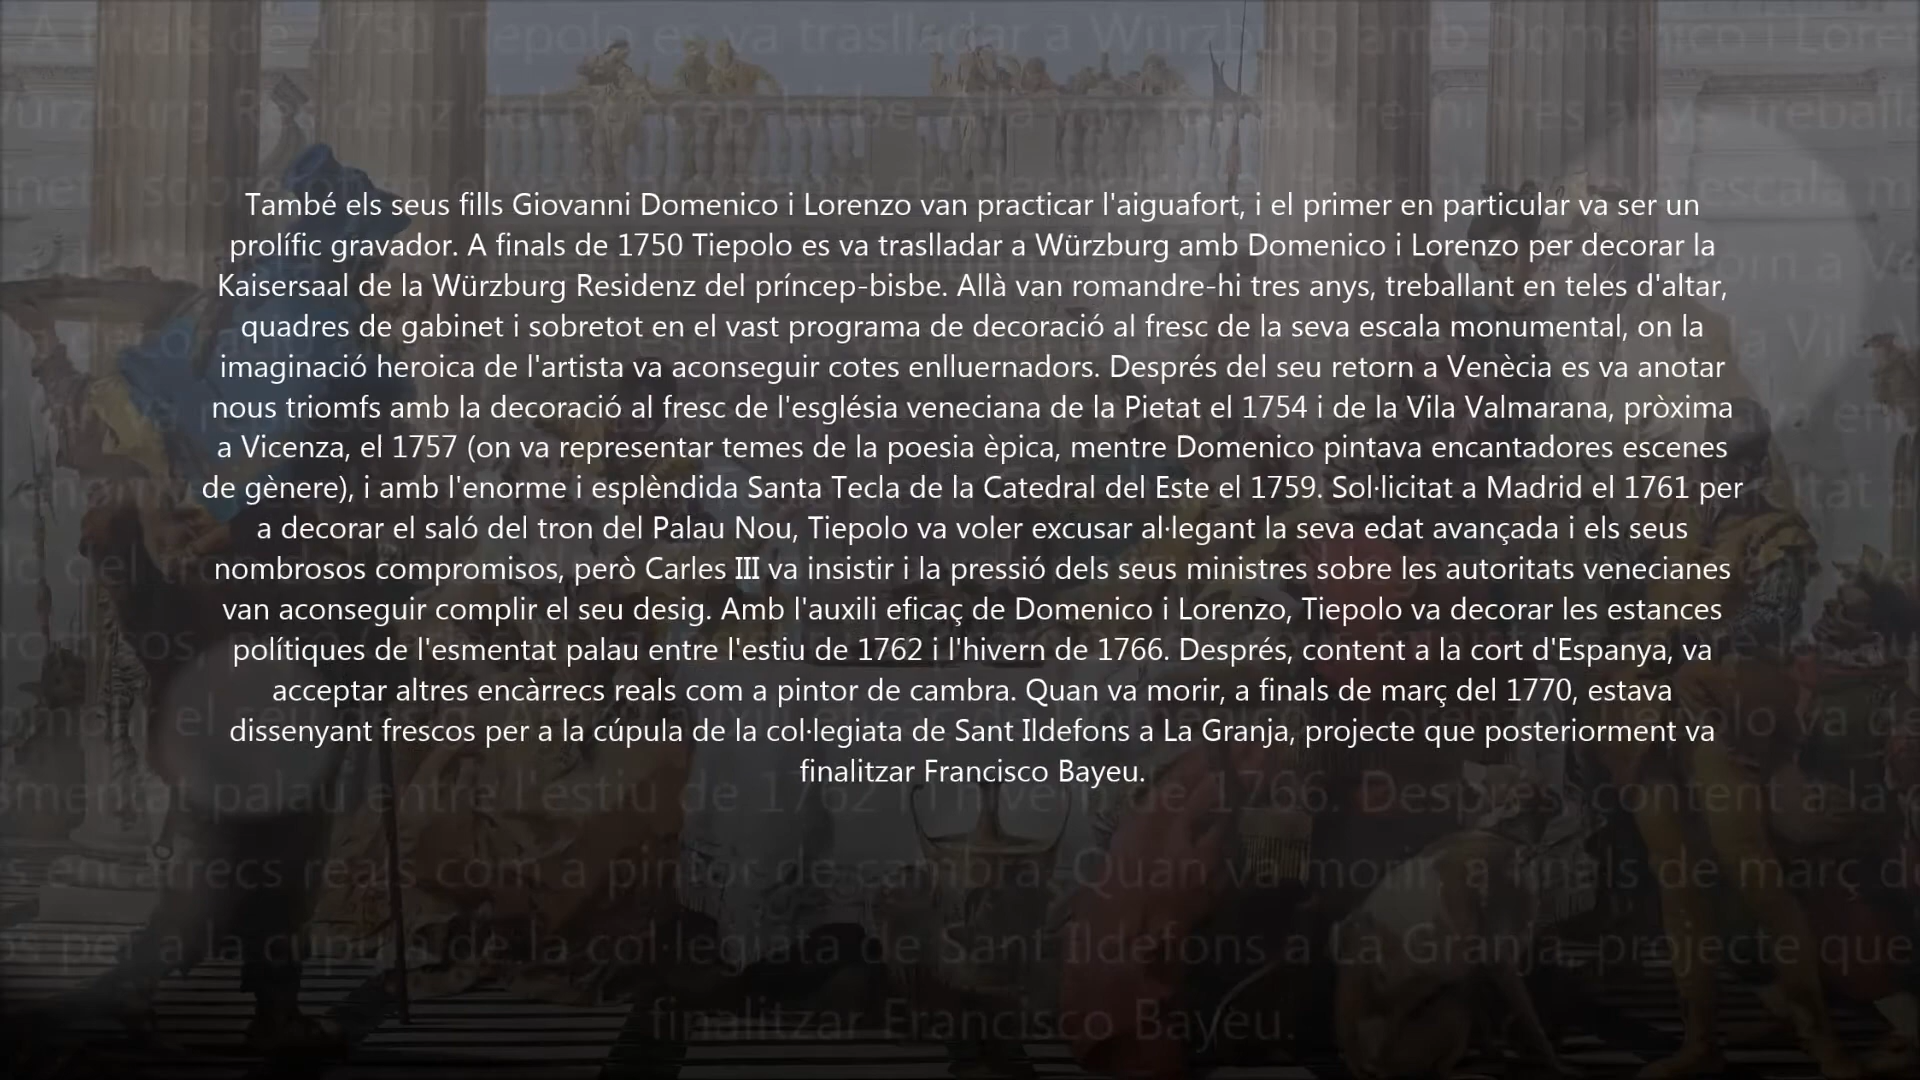 També els seus fills Giovanni Domenico i Lorenzo van practicar l'aiguafort, i el primer en particular va ser un
prolífic gravador. A finals de 1750 Tiepolo es va traslladar a Würzburg amb Domenico i Lorenzo per decorar la
Kaisersaal de la Würzburg Residenz del príncep-bisbe. Allà van romandre-hi tres anys, treballant en teles d'altar,
quadres de gabinet i sobretot en el vast programa de decoració al fresc de la seva escala monumental, on la
imaginació heroica de l'artista va aconseguir cotes enlluernadors. Després del seu retorn a Venècia es va anotar
nous triomfs amb la decoració al fresc de l'església veneciana de la Pietat el 1754 i de la Vila Valmarana, pròxima
a Vicenza, el 1757 (on va representar temes de la poesia èpica, mentre Domenico pintava encantadores escenes
de gènere), i amb l'enorme i esplèndida Santa Tecla de la Catedral del Este el 1759. Sol·licitat a Madrid el 1761 per
a decorar el saló del tron del Palau Nou, Tiepolo va voler excusar al·legant la seva edat avançada i els seus
nombrosos compromisos, però Carles III va insistir i la pressió dels seus ministres sobre les autoritats venecianes
van aconseguir complir el seu desig. Amb l'auxili eficaç de Domenico i Lorenzo, Tiepolo va decorar les estances
polítiques de l'esmentat palau entre l'estiu de 1762 i l'hivern de 1766. Després, content a la cort d'Espanya, va
acceptar altres encàrrecs reals com a pintor de cambra. Quan va morir, a finals de març del 1770, estava
dissenyant frescos per a la cúpula de la col·legiata de Sant Ildefons a La Granja, projecte que posteriorment va
finalitzar Francisco Bayeu.